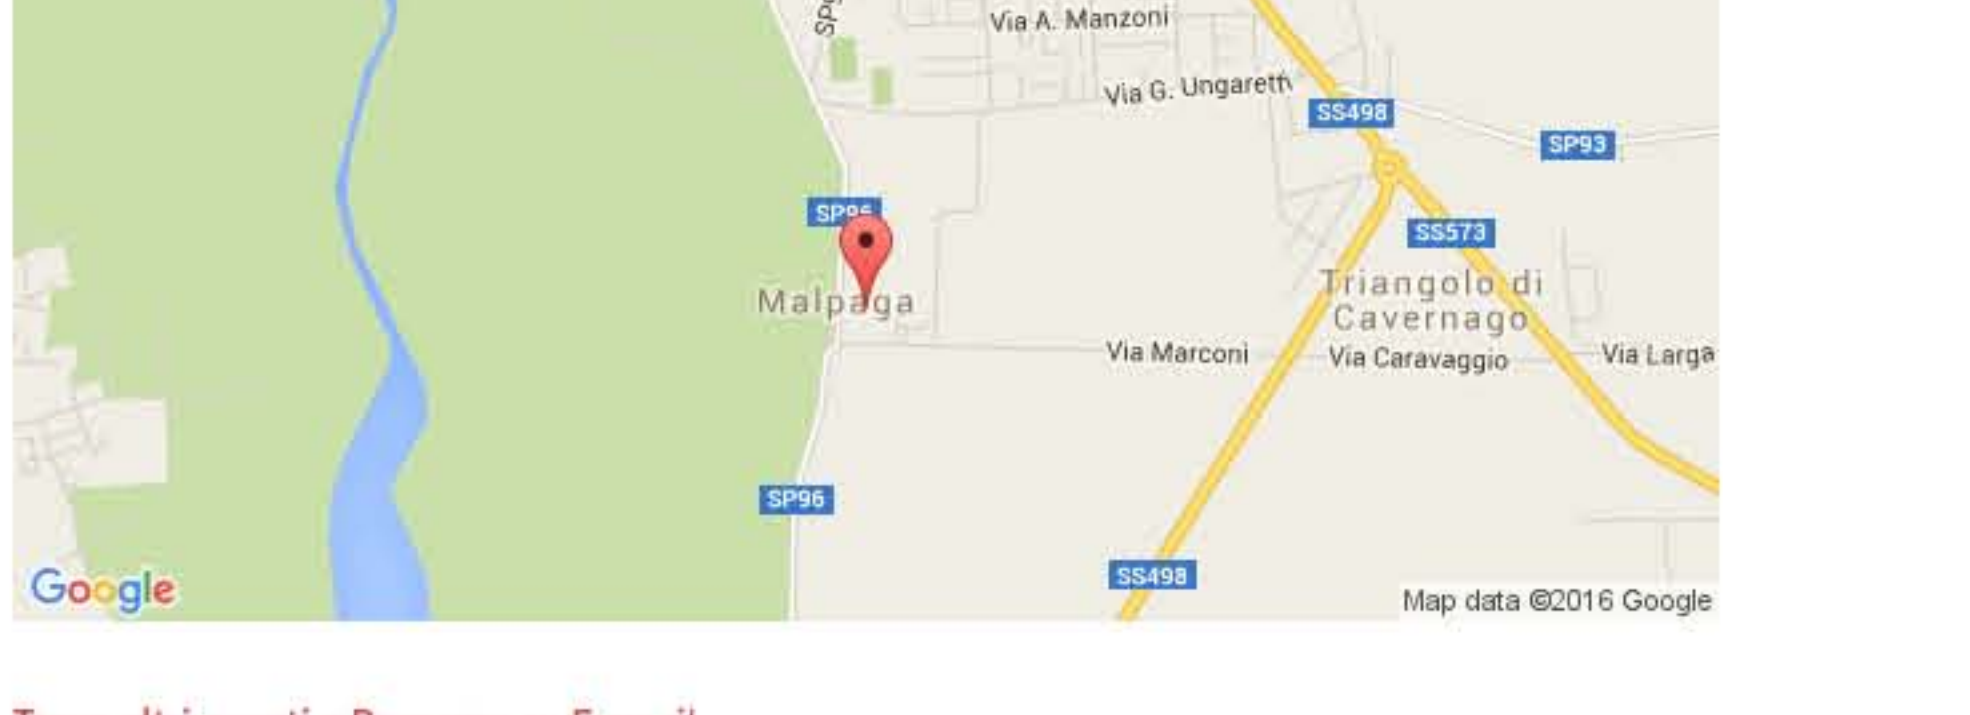 Via A. Manzoni
Via G. Ungaretti
SS498
SP93
SS573
Malpaga
Triangolo di
Cavernago
Via Marconi
Via Caravaggio
Via Larga
SP96
SS498
Google
Map data ©2016 Google